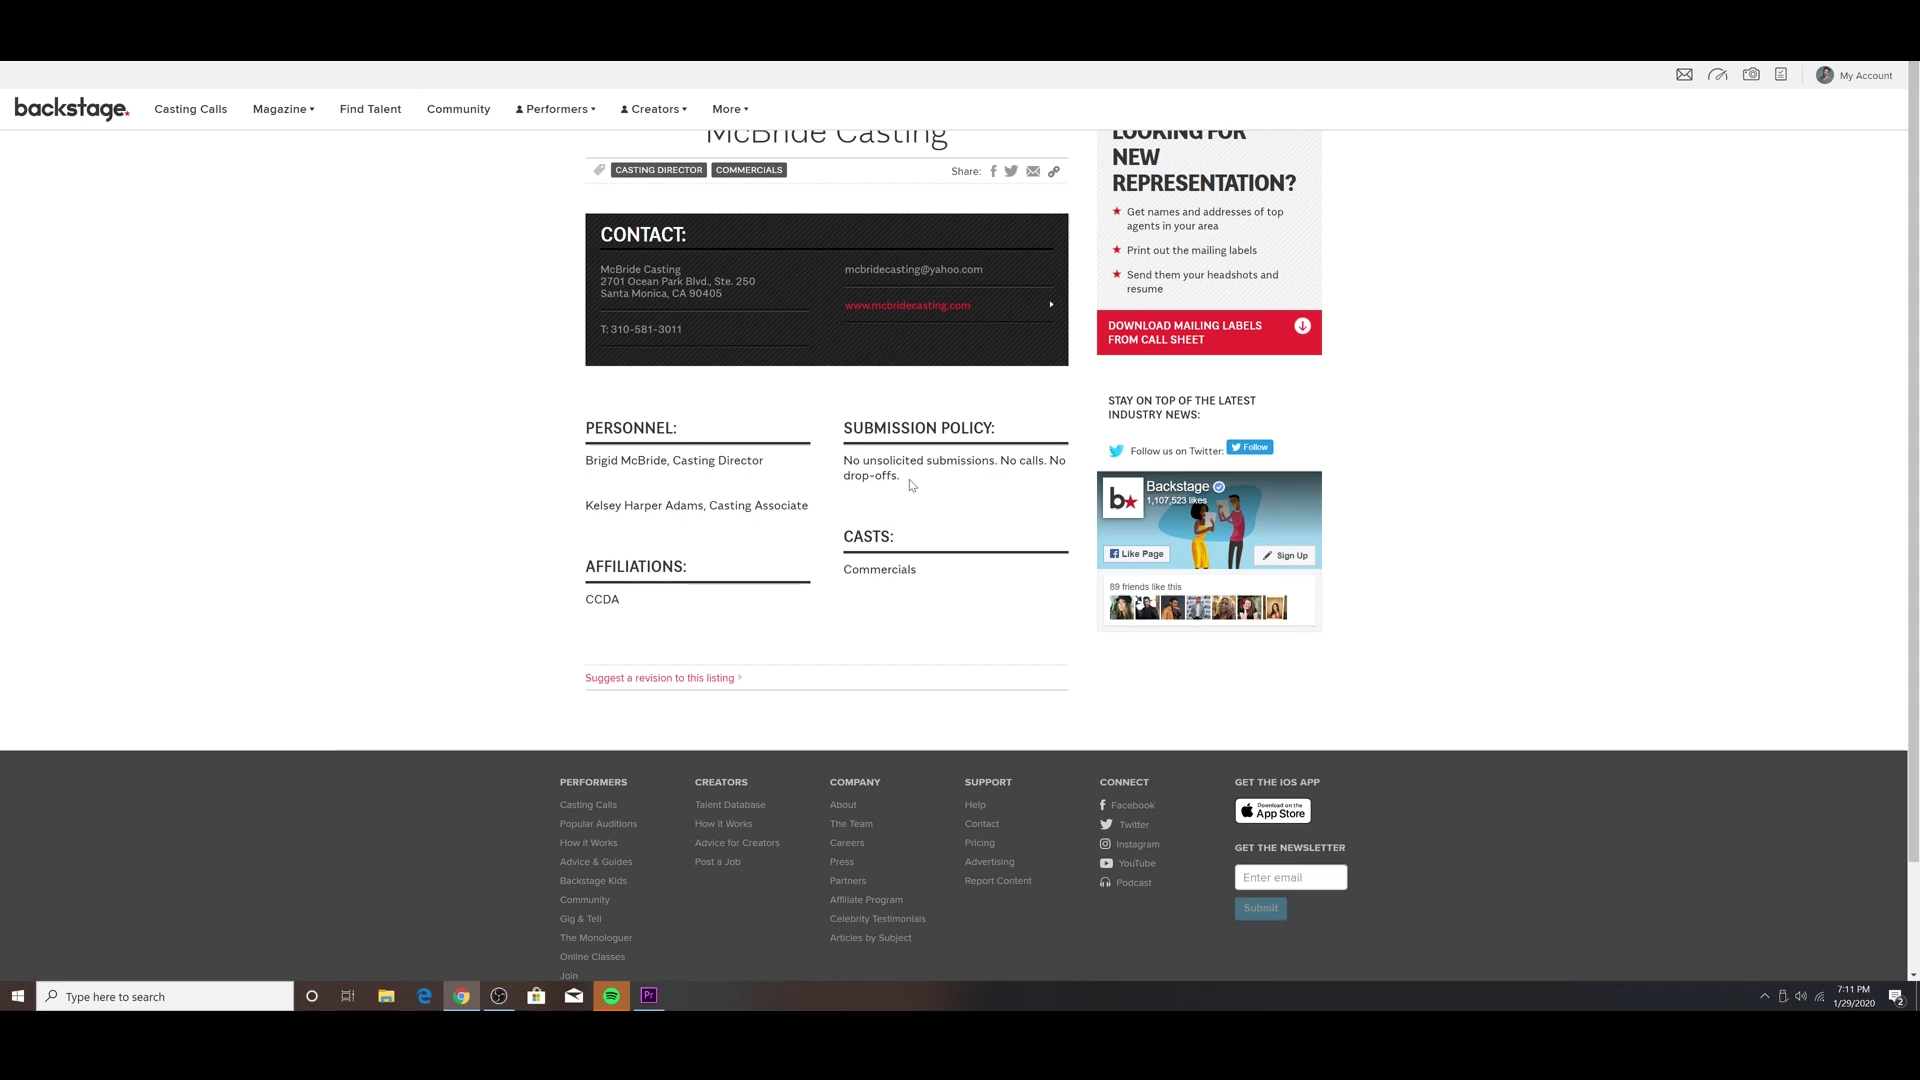 My Account
backstage.
Casting Calls
Magazine
Find Talent
Community
Performers
Creators
More
McBride Casting
CASTING DIRECTOR
COMMERCIALS
Share:
CONTACT:
McBride Casting
2701 Ocean Park Blvd., Ste. 250
Santa Monica, CA 90405
T: 310-581-3011
mcbridecasting@yahoo.com
www.mcbridecasting.com
PERSONNEL:
Brigid McBride, Casting Director
Kelsey Harper Adams, Casting Associate
AFFILIATIONS:
CCDA
SUBMISSION POLICY:
No unsolicited submissions. No calls. No
drop-offs.
CASTS:
Commercials
Suggest a revision to this listing
LOOKING FOR
NEW
REPRESENTATION?
Get names and addresses of top
agents in your area
Print out the mailing labels
Send them your headshots and
resume
DOWNLOAD MAILING LABELS
FROM CALL SHEET
STAY ON TOP OF THE LATEST
INDUSTRY NEWS:
Follow us on Twitter:
Follow
b
Backstage
1,107,523 likes
Like Page
Sign Up
89 friends like this
PERFORMERS
Casting Calls
Popular Auditions
How it Works
Advice & Guides
Backstage Kids
Community
Gig & Tell
The Monologuer
Online Classes
Join
CREATORS
Talent Database
How it Works
Advice for Creators
Post a Job
COMPANY
About
The Team
Careers
Press
Partners
Affiliate Program
Celebrity Testimonials
Articles by Subject
SUPPORT
Help
Contact
Pricing
Advertising
Report Content
CONNECT
Facebook
Twitter
Instagram
YouTube
Podcast
GET THE IOS APP
Download on the
App Store
GET THE NEWSLETTER
Enter email
Submit
Type here to search
Pr
7:11 PM
1/29/2020
2